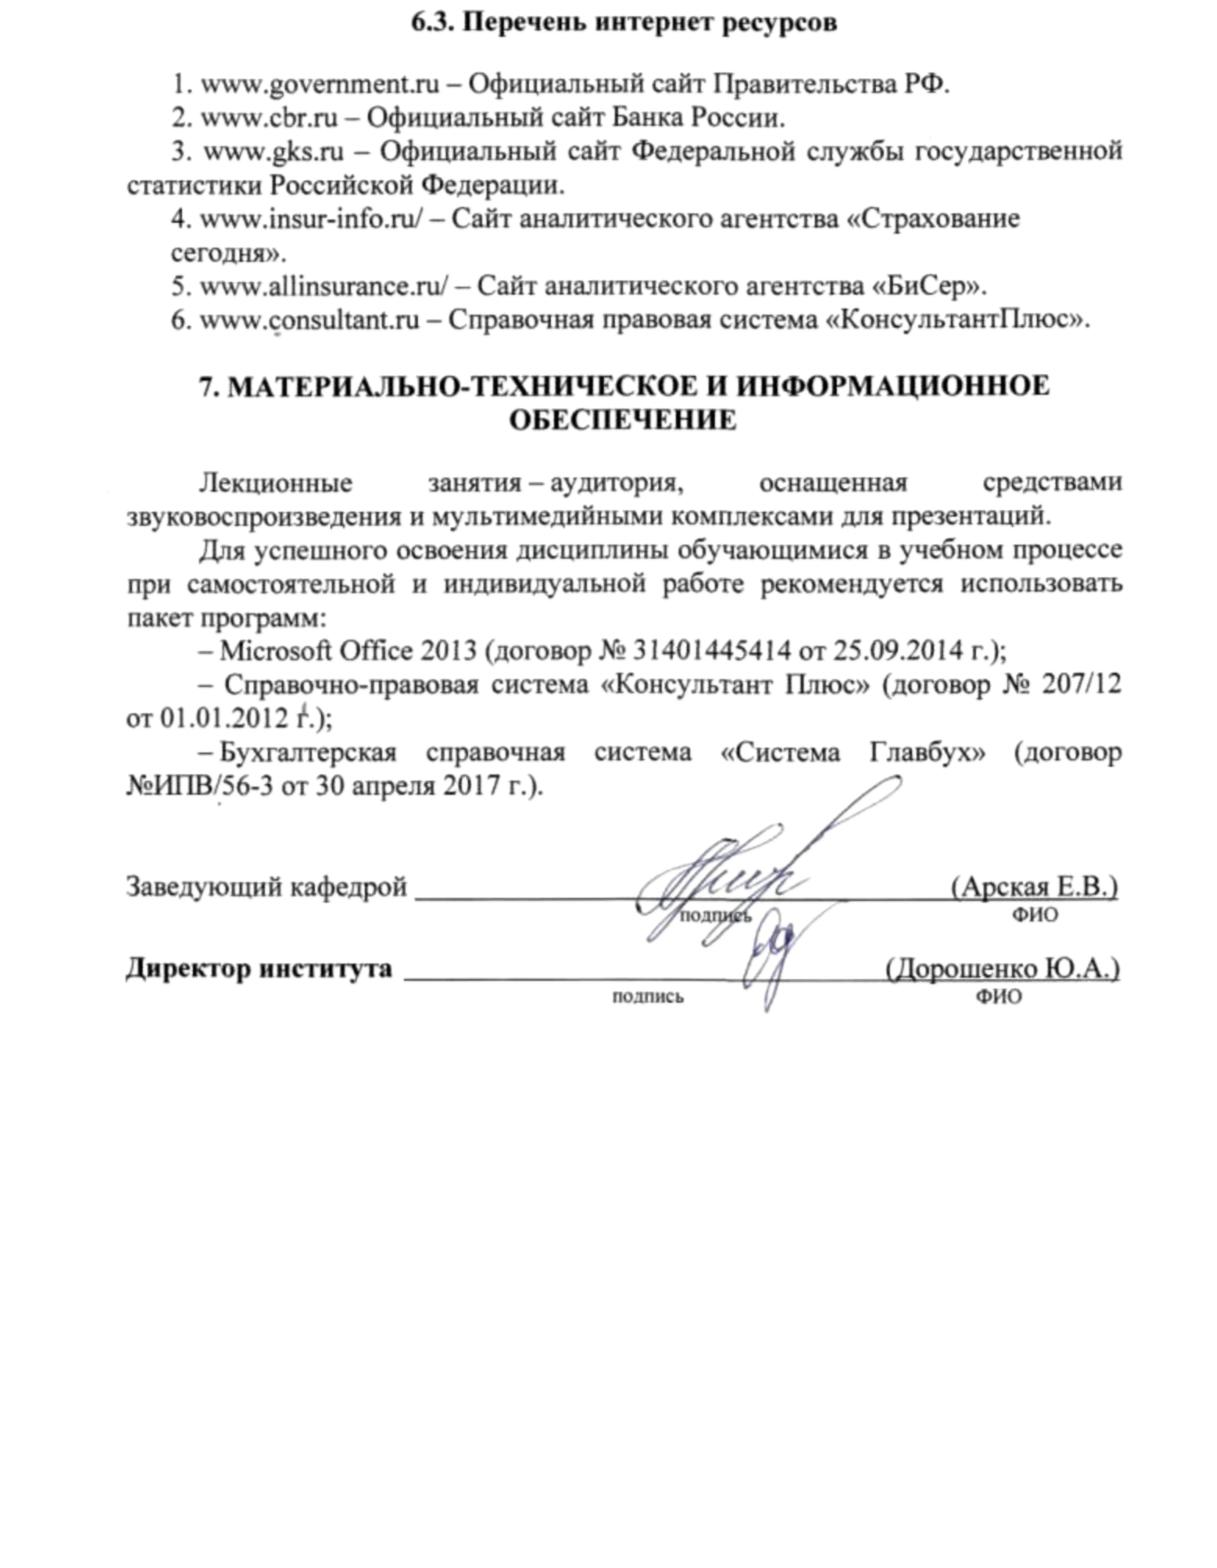 6.3. Перечень интернет ресурсов
1. www.government.ru – Официальный сайт Правительства РФ.
2. www.cbr.ru – Официальный сайт Банка России.
3. www.gks.ru – Официальный сайт Федеральной службы государственной
статистики Российской Федерации.
4. www.insur-info.ru/ – Сайт аналитического агентства «Страхование
сегодня».
5. www.allinsurance.ru/ – Сайт аналитического агентства «БиСер».
6. www.consultant.ru – Справочная правовая система «КонсультантПлюс».
7. МАТЕРИАЛЬНО-ТЕХНИЧЕСКОЕ И ИНФОРМАЦИОННОЕ
ОБЕСПЕЧЕНИЕ
Лекционные занятия – аудитория, оснащенная средствами
звуковоспроизведения и мультимедийными комплексами для презентаций.
Для успешного освоения дисциплины обучающимися в учебном процессе
при самостоятельной и индивидуальной работе рекомендуется использовать
пакет программ:
– Microsoft Office 2013 (договор № 31401445414 от 25.09.2014 г.);
– Справочно-правовая система «Консультант Плюс» (договор № 207/12
от 01.01.2012 г.);
– Бухгалтерская справочная система «Система Главбух» (договор
№ИПВ/56-3 от 30 апреля 2017 г.).
Заведующий кафедрой (Арская Е.В.)
подпись ФИО
Директор института (Дорошенко Ю.А.)
подпись ФИО